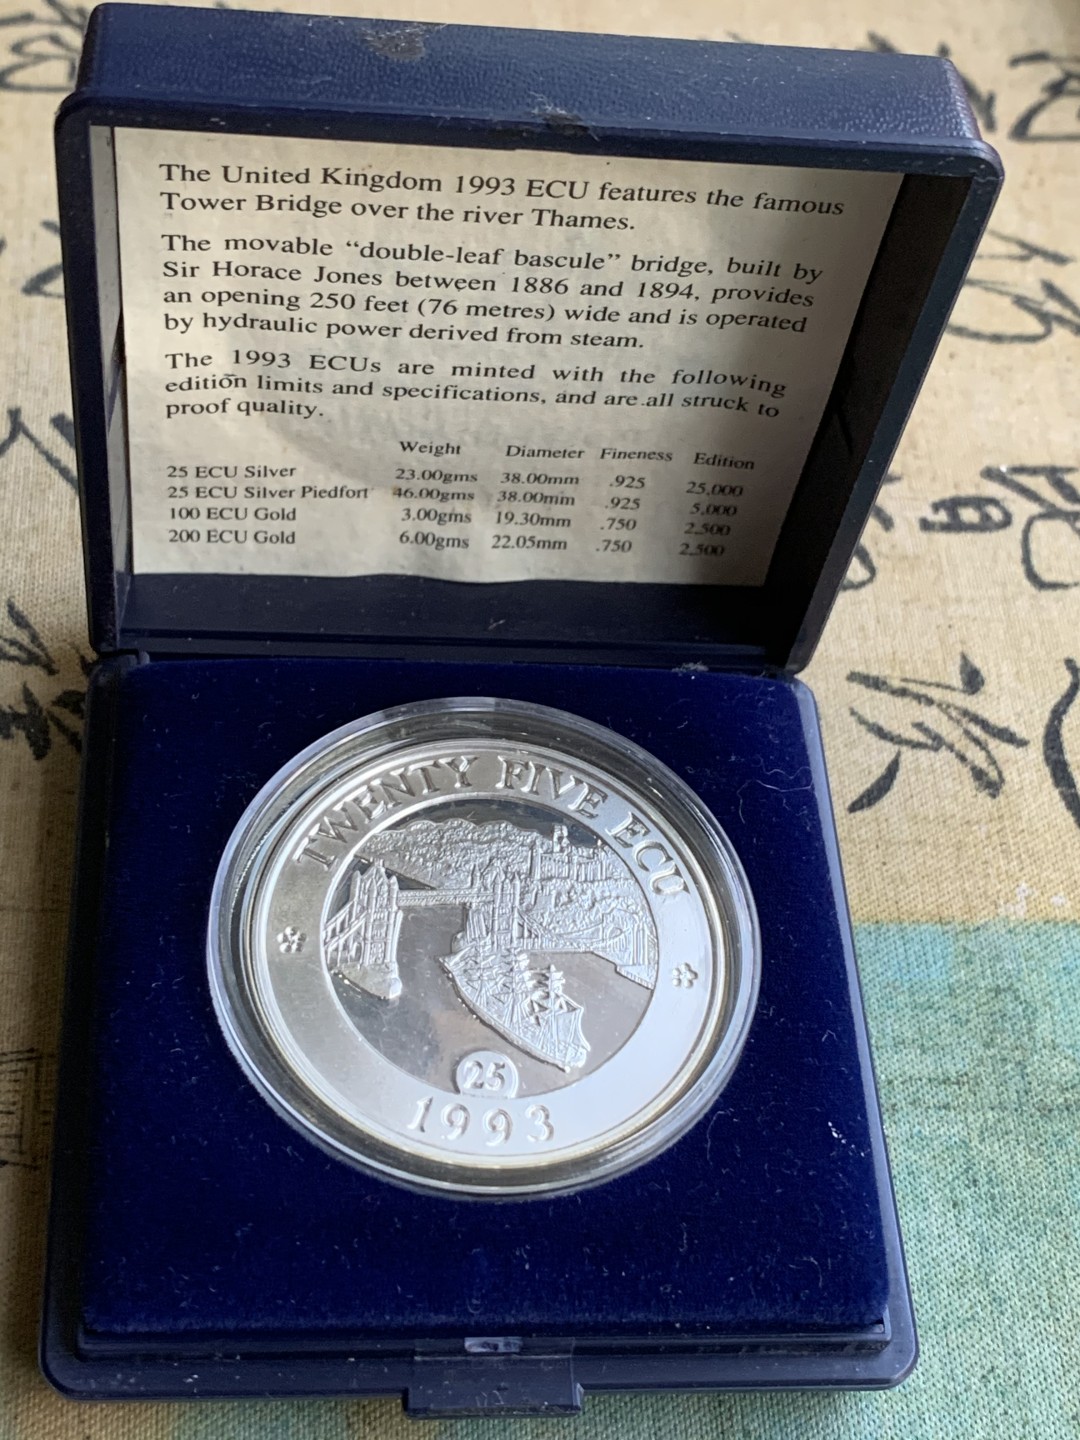 The United Kingdom 1993 ECU features the famous
Tower Bridge over the river Thames.
The movable “double-leaf bascule” bridge, built by
Sir Horace Jones between 1886 and 1894, provides
an opening 250 feet (76 metres) wide and is operated
by hydraulic power derived from steam.
The 1993 ECUs are minted with the following
edition limits and specifications, and are all struck to
proof quality.
Weight Diameter Fineness Edition
25 ECU Silver 23.00gms 38.00mm .925 25,000
25 ECU Silver Piedfort 46.00gms 38.00mm .925 5,000
100 ECU Gold 3.00gms 19.30mm .750 2,500
200 ECU Gold 6.00gms 22.05mm .750 2,500
TWENTY FIVE ECU
25
1993